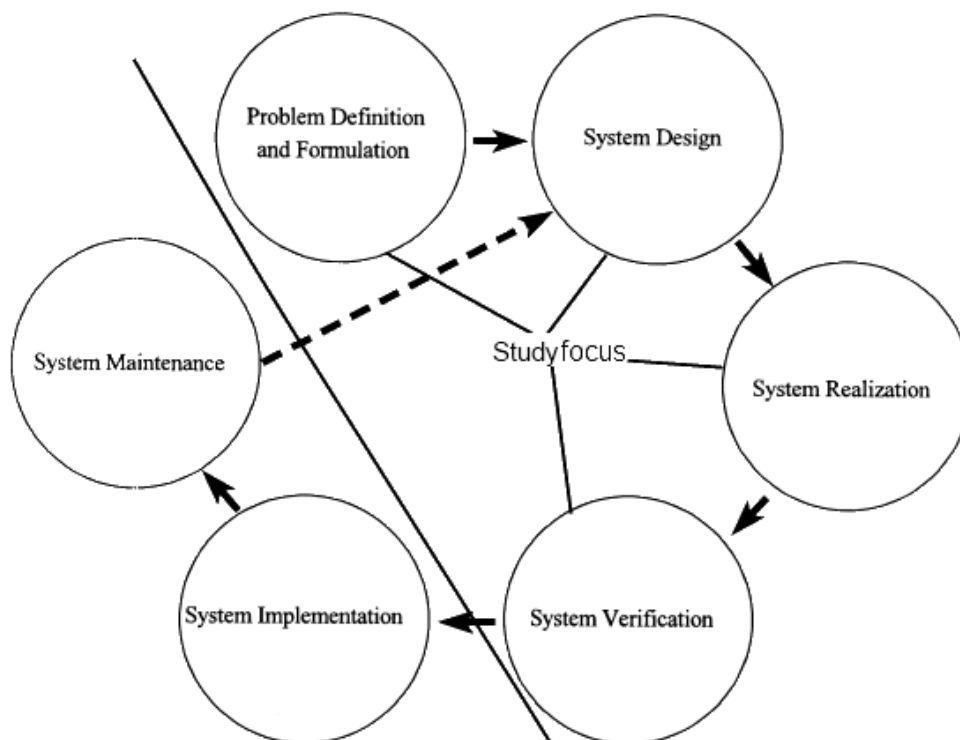 Problem Definition
and Formulation
System Design
System Maintenance
Studyfocus
System Realization
System Implementation
System Verification